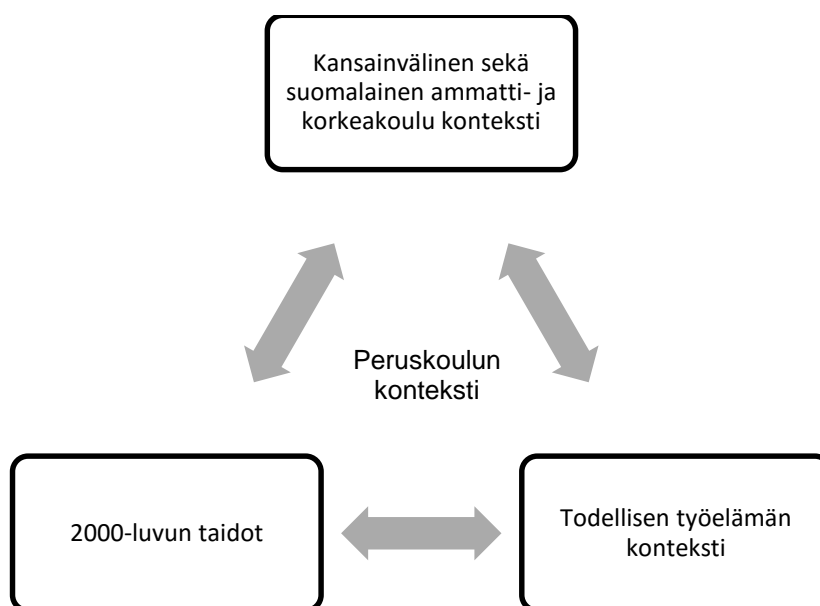 Kansainvälinen sekä
suomalainen ammatti- ja
korkeakoulu konteksti
Peruskoulun
konteksti
2000-luvun taidot
Todellisen työelämän
konteksti